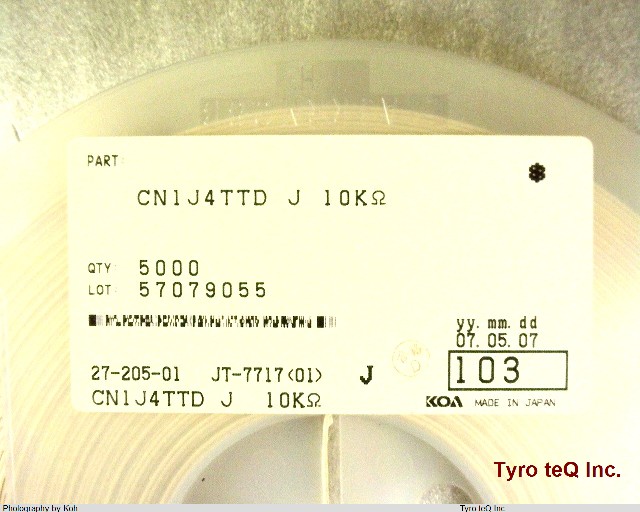 PART:
CN1J4TTD J 10KΩ
QTY: 5000
LOT: 57079055
yy. mm. dd
07. 05. 07
27-205-01 JT-7717(01) J
103
CN1J4TTD J 10KΩ
KOA MADE IN JAPAN
Tyro teQ Inc.
Photography by Koh
Tyro teQ Inc